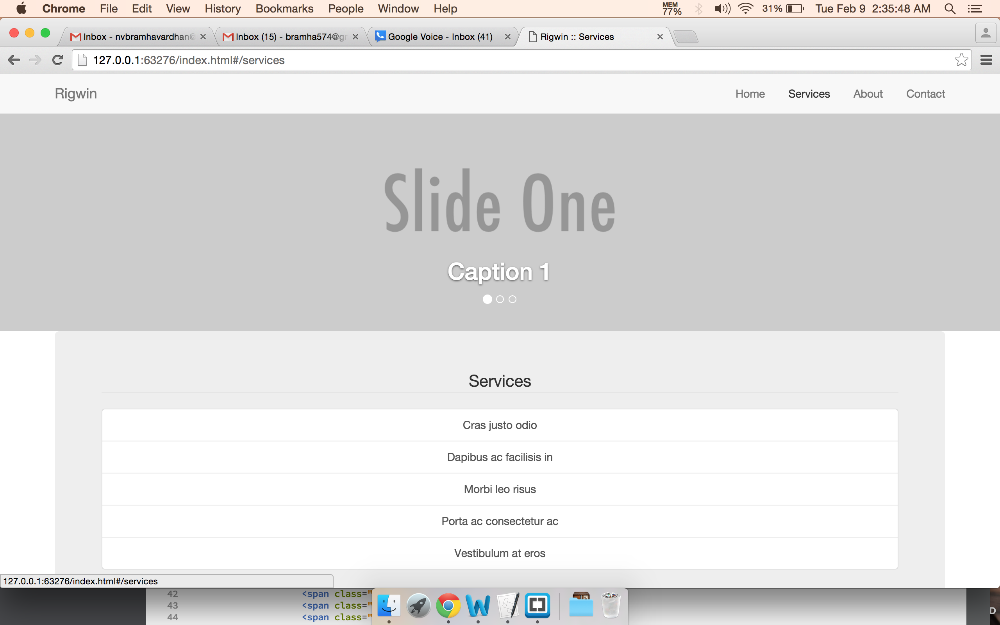 Chrome File Edit View History Bookmarks People Window Help MEM 77% 31% Tue Feb 9 2:35:48 AM
Inbox - nvbramhavardhan@ Inbox (15) - bramha574@gr Google Voice - Inbox (41) Rigwin :: Services
127.0.0.1:63276/index.html#/services
Rigwin Home Services About Contact
Slide One
Caption 1
Services
Cras justo odio
Dapibus ac facilisis in
Morbi leo risus
Porta ac consectetur ac
Vestibulum at eros
127.0.0.1:63276/index.html#/services
42 <span class="
43 <span class="
44 <span class="
D